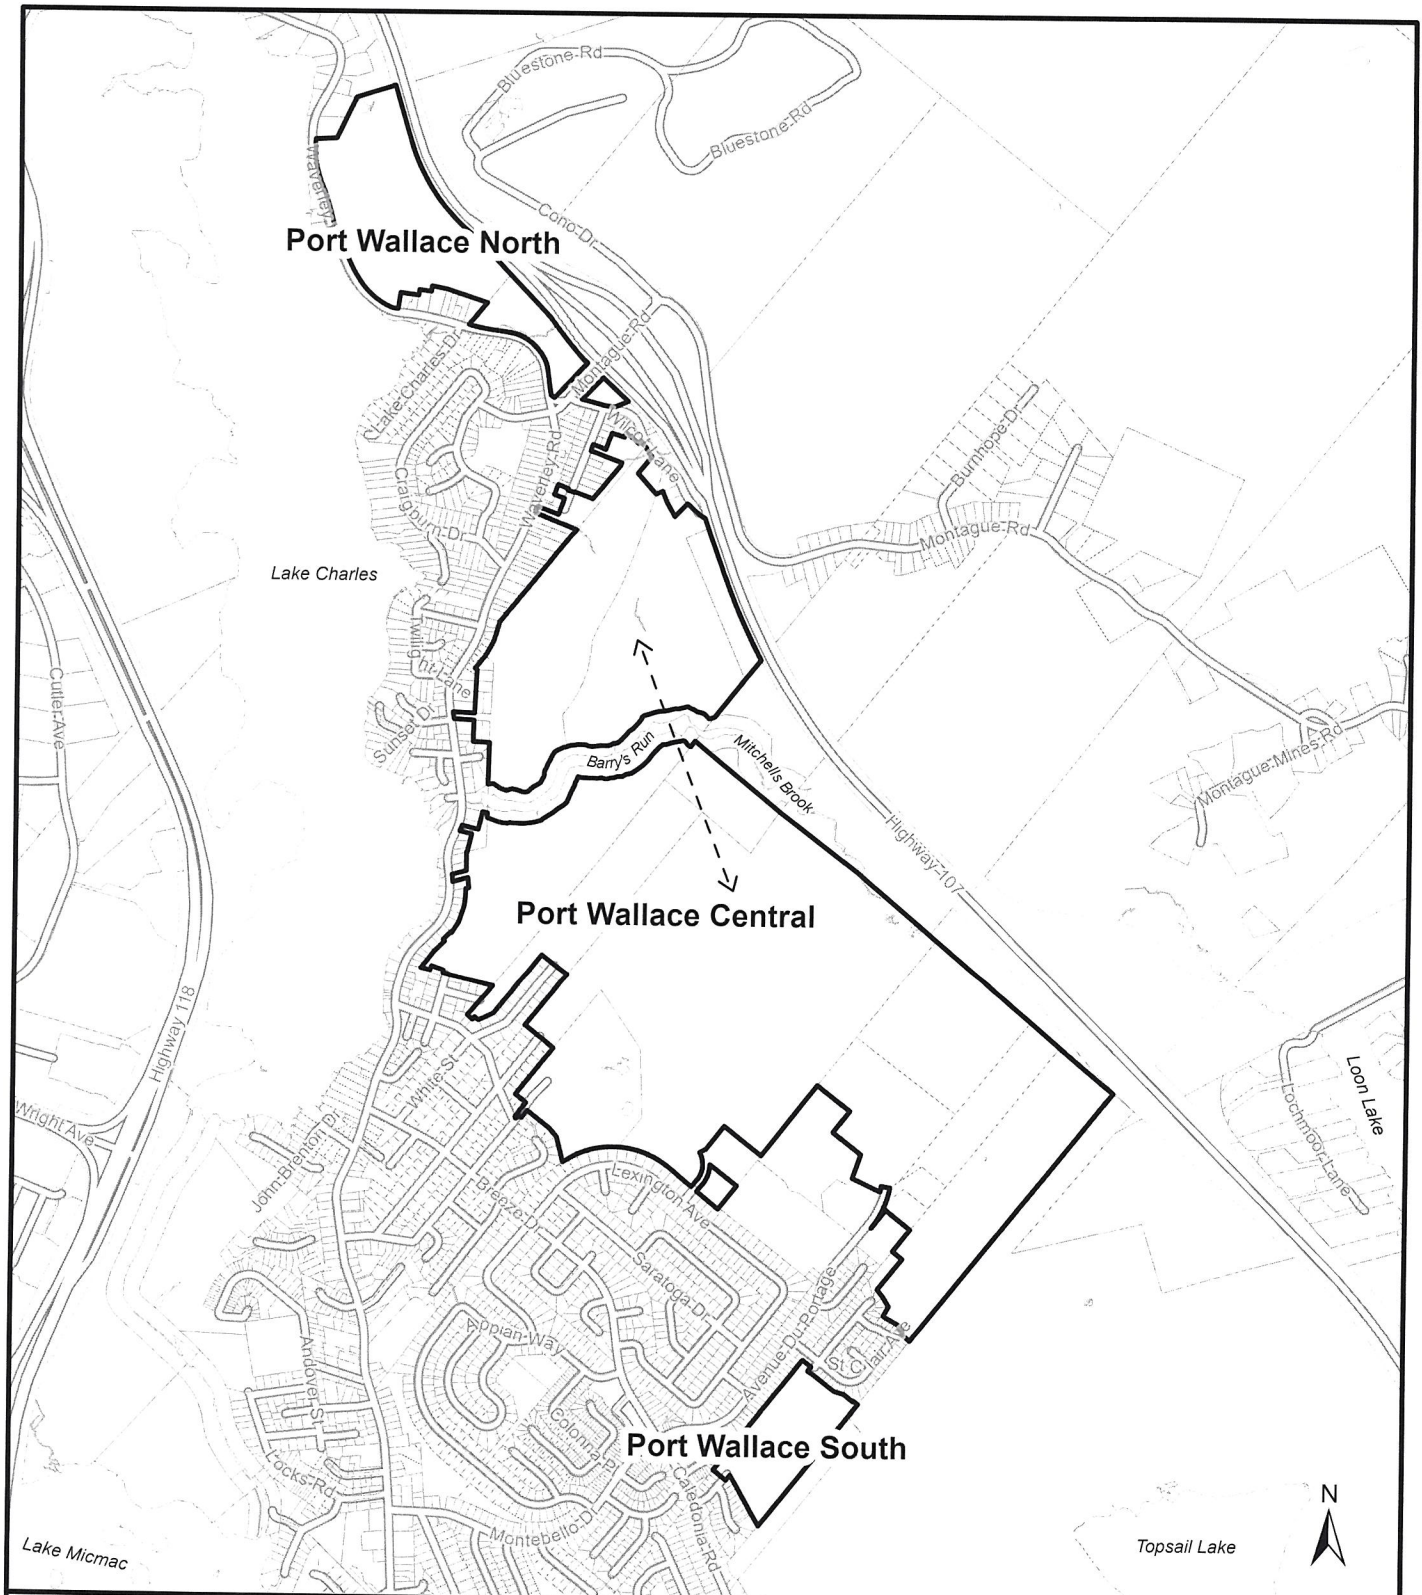 Bluestone Rd
Bluestone Rd
Waverley
Cono Dr
Port Wallace North
Montague Rd
Lake Charles Dr
Wilcot Lane
Burnhope Dr
Waverley Rd
Craigburn Dr
Montague Rd
Lake Charles
Twilight Lane
Cutler Ave
Sunset Dr
Barry's Run
Mitchells Brook
Montague Mines Rd
Highway 107
Port Wallace Central
Highway 118
Loon Lake
White St
Wright Ave
John Brenton Dr
Lochmoor Lane
Lexington Ave
Breeze Dr
Saratoga Dr
Avenue Du Portage
Appian Way
St Clair Ave
Andover St
Colonna Pl
Port Wallace South
Locks Rd
Caledonia Rd
Montebello Dr
N
Lake Micmac
Topsail Lake